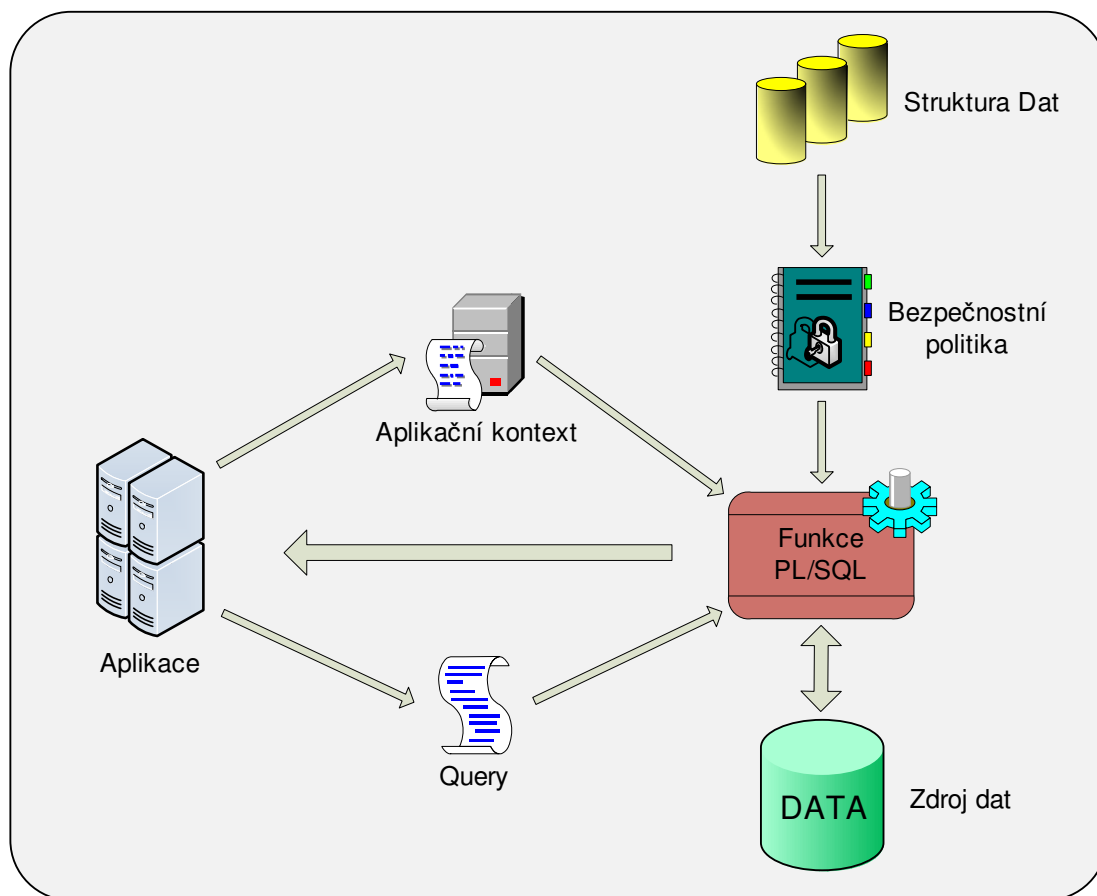 Struktura Dat
Bezpečnostní
politika
Aplikační kontext
Funkce
PL/SQL
Aplikace
Query
DATA
Zdroj dat